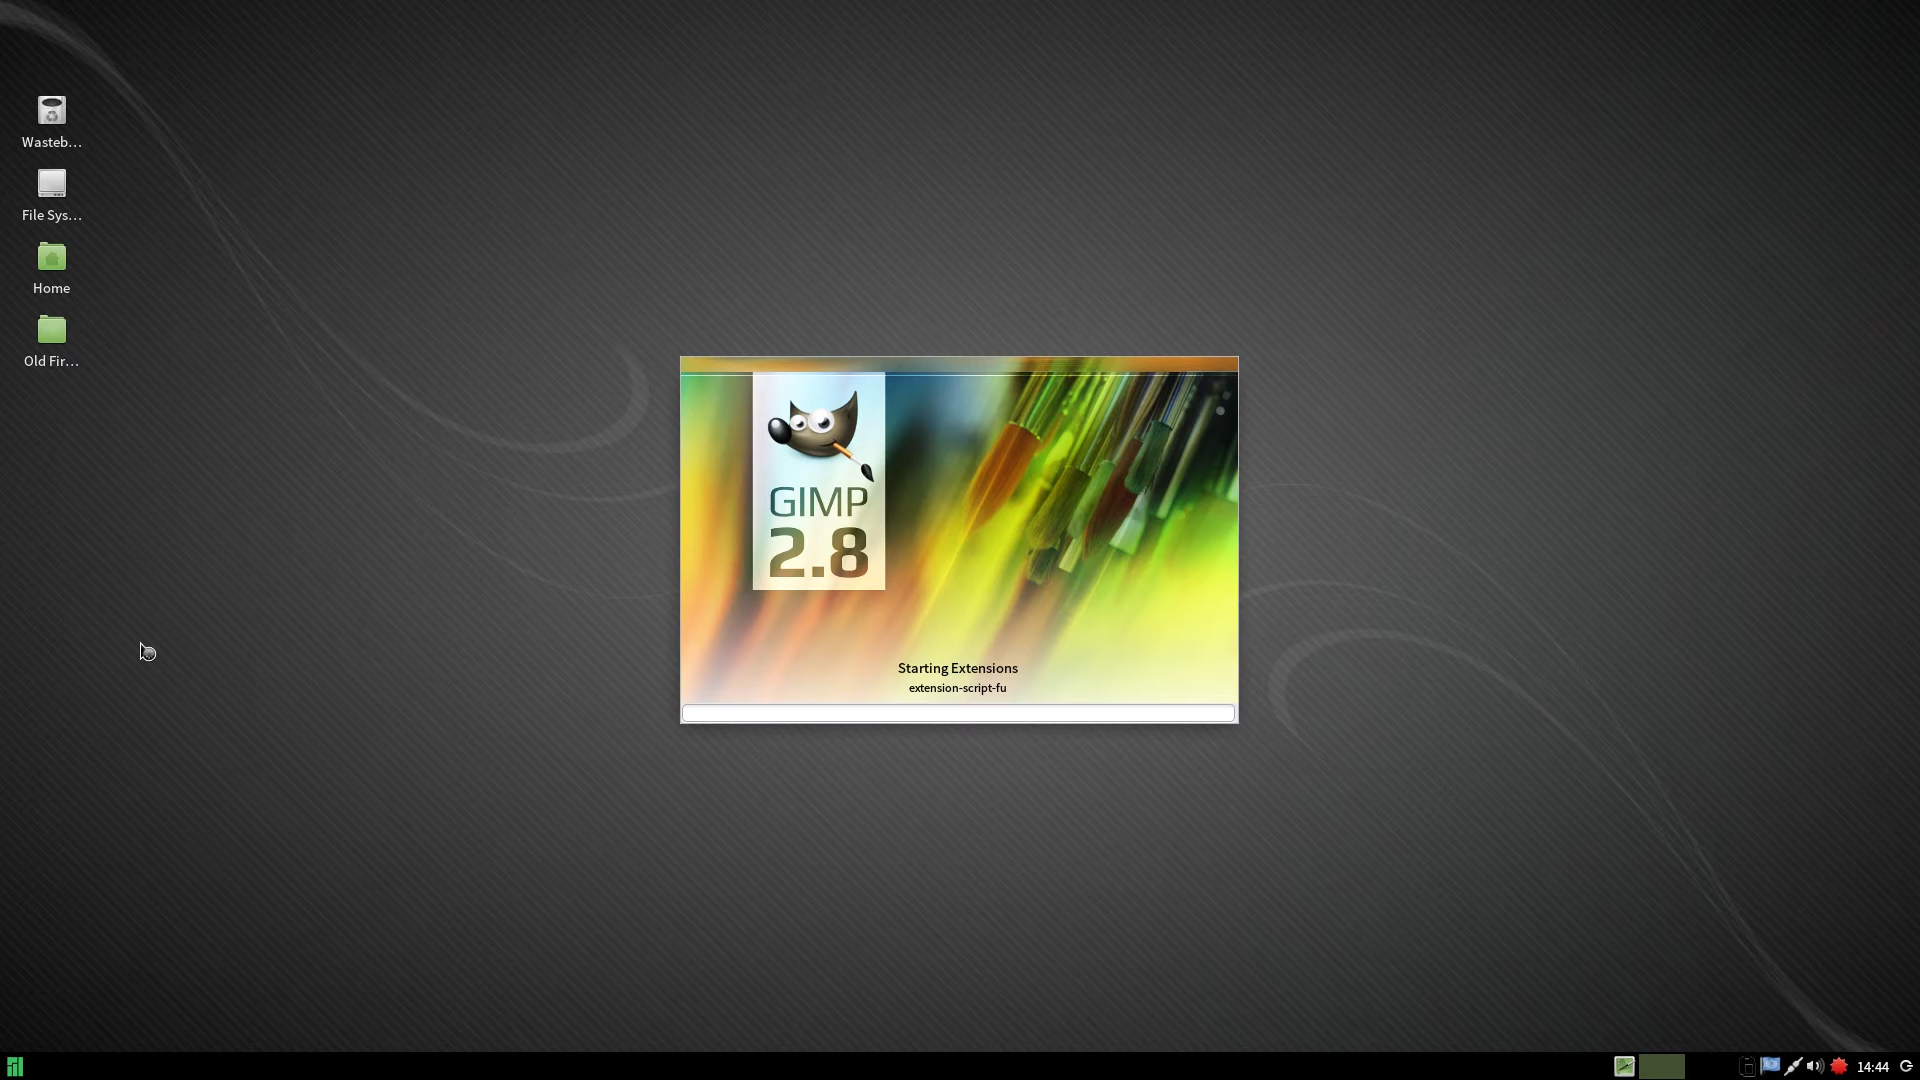 Wasteb...
File Sys...
Home
Old Fir...
GIMP
2.8
Starting Extensions
extension-script-fu
14:44